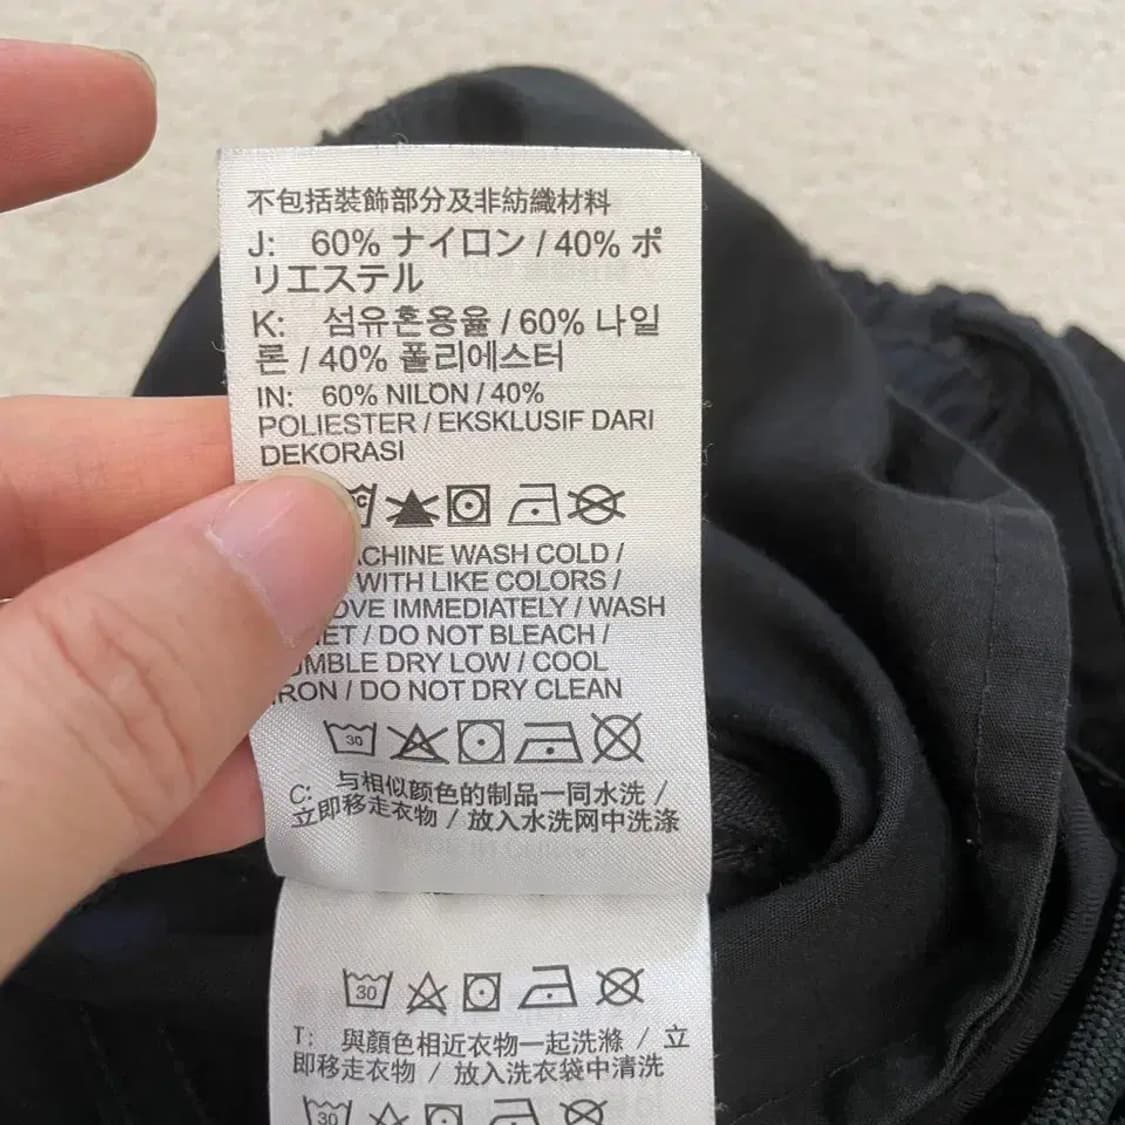 不包括裝飾部分及非紡織材料
J: 60% ナイロン / 40% ポ
リエステル
K: 섬유혼용율 / 60% 나일
론 / 40% 폴리에스터
IN: 60% NILON / 40%
POLIESTER / EKSKLUSIF DARI
DEKORASI
WASH COLD /
WITH LIKE COLORS /
IMMEDIATELY / WASH
/ DO NOT BLEACH /
DRY LOW / COOL
/ DO NOT DRY CLEAN
30
C: 与相似颜色的制品一同水洗 /
立即移走衣物 / 放入水洗网中洗涤
30
T: 與顏色相近衣物一起洗滌 / 立
即移走衣物 / 放入洗衣袋中清洗
30